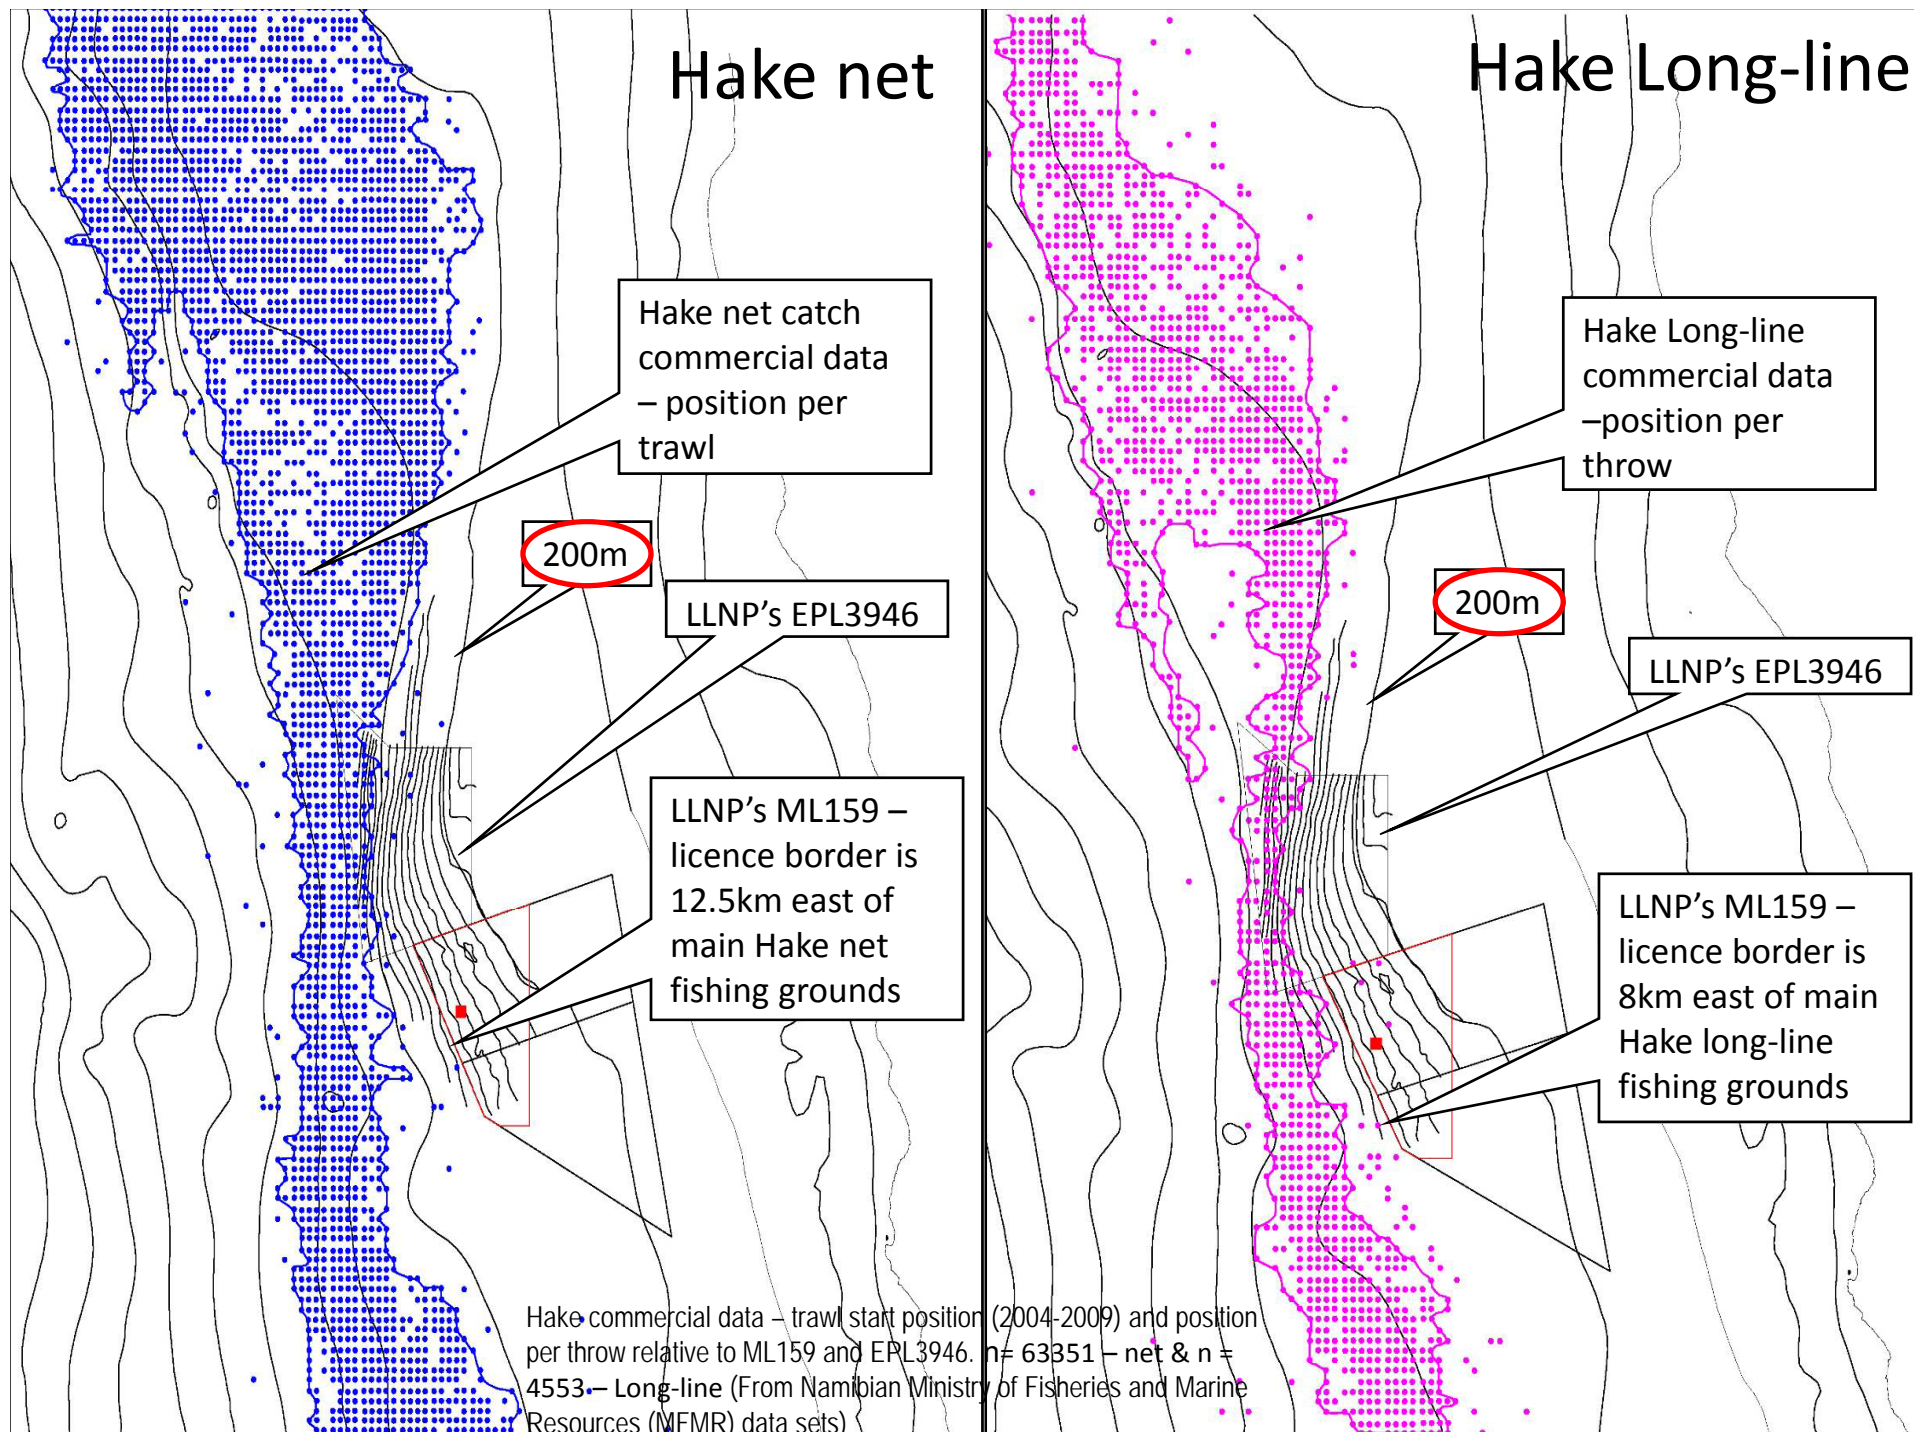 Hake net
Hake net catch
commercial data
– position per
trawl
200m
LLNP's EPL3946
LLNP's ML159 –
licence border is
12.5km east of
main Hake net
fishing grounds
Hake Long-line
Hake Long-line
commercial data
–position per
throw
200m
LLNP's EPL3946
LLNP's ML159 –
licence border is
8km east of main
Hake long-line
fishing grounds
Hake commercial data – trawl start position (2004-2009) and position
per throw relative to ML159 and EPL3946. n= 63351 – net & n =
4553 – Long-line (From Namibian Ministry of Fisheries and Marine
Resources (MFMR) data sets)